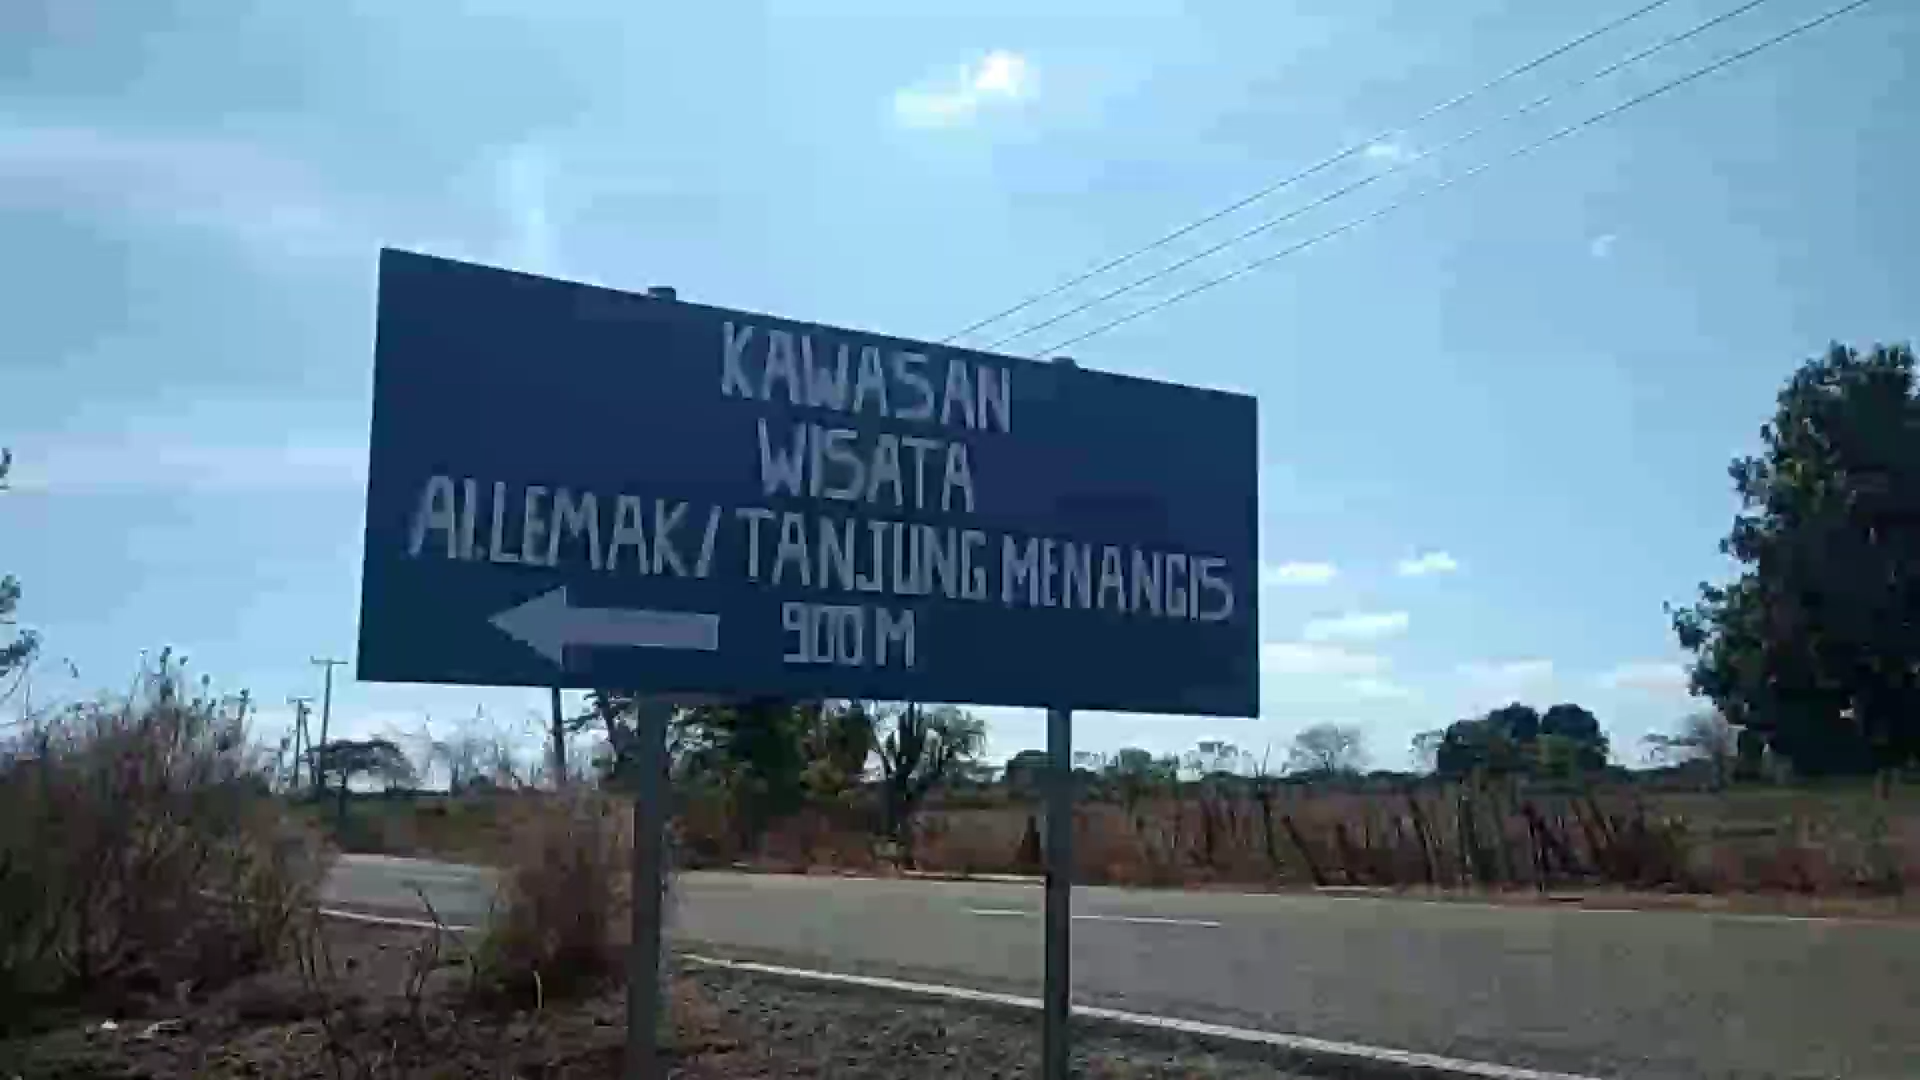 KAWASAN
WISATA
AI.LEMAK/ TANJUNG MENANGIS
900 M